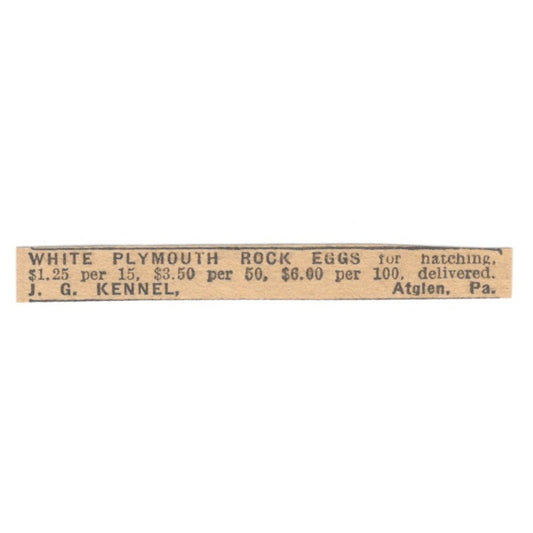 WHITE PLYMOUTH ROCK EGGS for hatching,
$1.25 per 15, $3.50 per 50, $6.00 per 100, delivered.
J. G. KENNEL, Atglen, Pa.